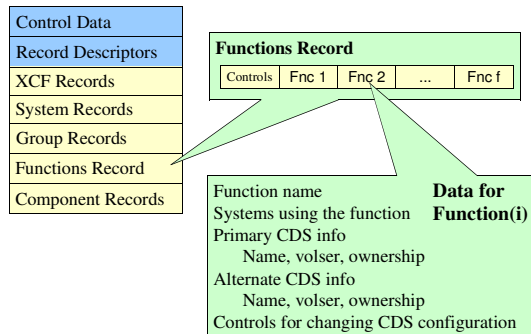 Control Data
Record Descriptors
XCF Records
System Records
Group Records
Functions Record
Component Records
Functions Record
Controls Fnc 1 Fnc 2 ... Fnc f
Data for
Function(i)
Function name
Systems using the function
Primary CDS info
Name, volser, ownership
Alternate CDS info
Name, volser, ownership
Controls for changing CDS configuration